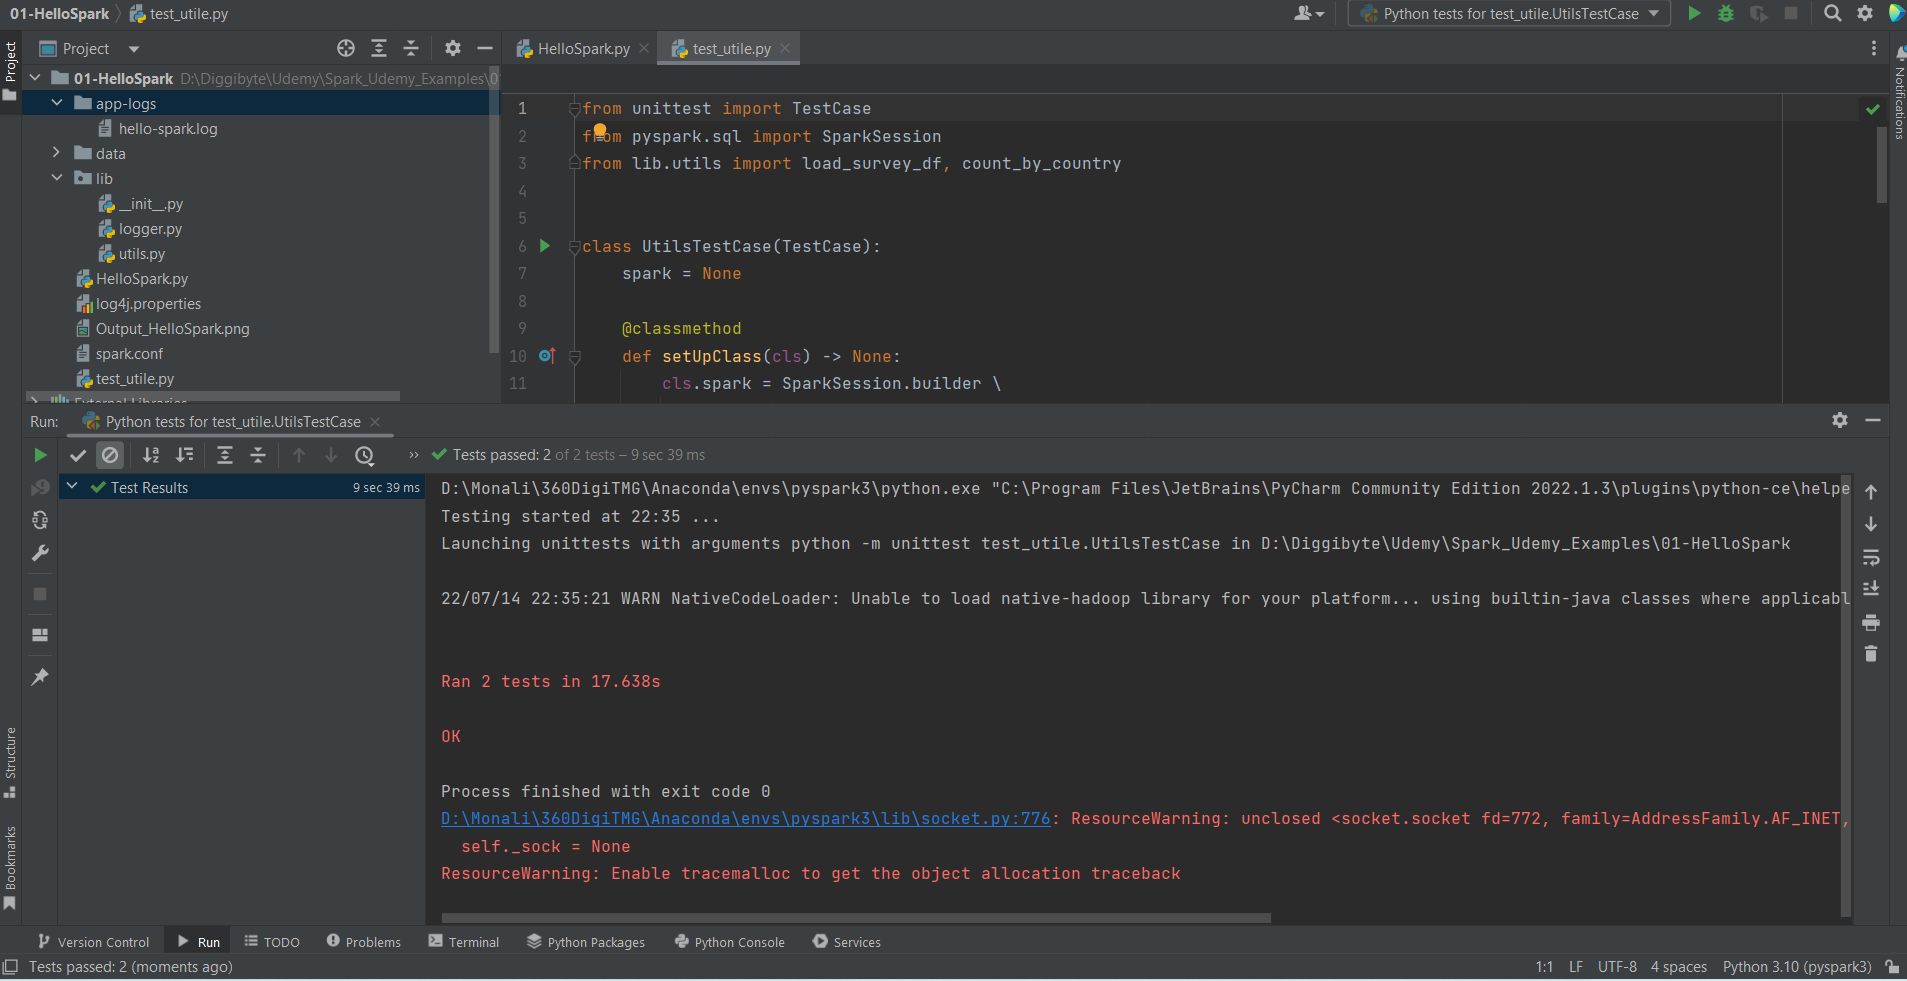 01-HelloSpark test_utile.py
Python tests for test_utile.UtilsTestCase
Project
HelloSpark.py
test_utile.py
Project
Notifications
01-HelloSpark D:\Diggibyte\Udemy\Spark_Udemy_Examples\0
app-logs
hello-spark.log
data
lib
__init__.py
logger.py
utils.py
HelloSpark.py
log4j.properties
Output_HelloSpark.png
spark.conf
test_utile.py
External Libraries
1 from unittest import TestCase
2 from pyspark.sql import SparkSession
3 from lib.utils import load_survey_df, count_by_country
4
5
6 class UtilsTestCase(TestCase):
7 spark = None
8
9 @classmethod
10 def setUpClass(cls) -> None:
11 cls.spark = SparkSession.builder \
Run: Python tests for test_utile.UtilsTestCase
Tests passed: 2 of 2 tests – 9 sec 39 ms
Test Results 9 sec 39 ms
D:\Monali\360DigiTMG\Anaconda\envs\pyspark3\python.exe "C:\Program Files\JetBrains\PyCharm Community Edition 2022.1.3\plugins\python-ce\helpe
Testing started at 22:35 ...
Launching unittests with arguments python -m unittest test_utile.UtilsTestCase in D:\Diggibyte\Udemy\Spark_Udemy_Examples\01-HelloSpark
22/07/14 22:35:21 WARN NativeCodeLoader: Unable to load native-hadoop library for your platform... using builtin-java classes where applicabl
Ran 2 tests in 17.638s
OK
Process finished with exit code 0
D:\Monali\360DigiTMG\Anaconda\envs\pyspark3\lib\socket.py:776: ResourceWarning: unclosed <socket.socket fd=772, family=AddressFamily.AF_INET,
self._sock = None
ResourceWarning: Enable tracemalloc to get the object allocation traceback
Structure
Bookmarks
Version Control
Run
TODO
Problems
Terminal
Python Packages
Python Console
Services
Tests passed: 2 (moments ago)
1:1 LF UTF-8 4 spaces Python 3.10 (pyspark3)